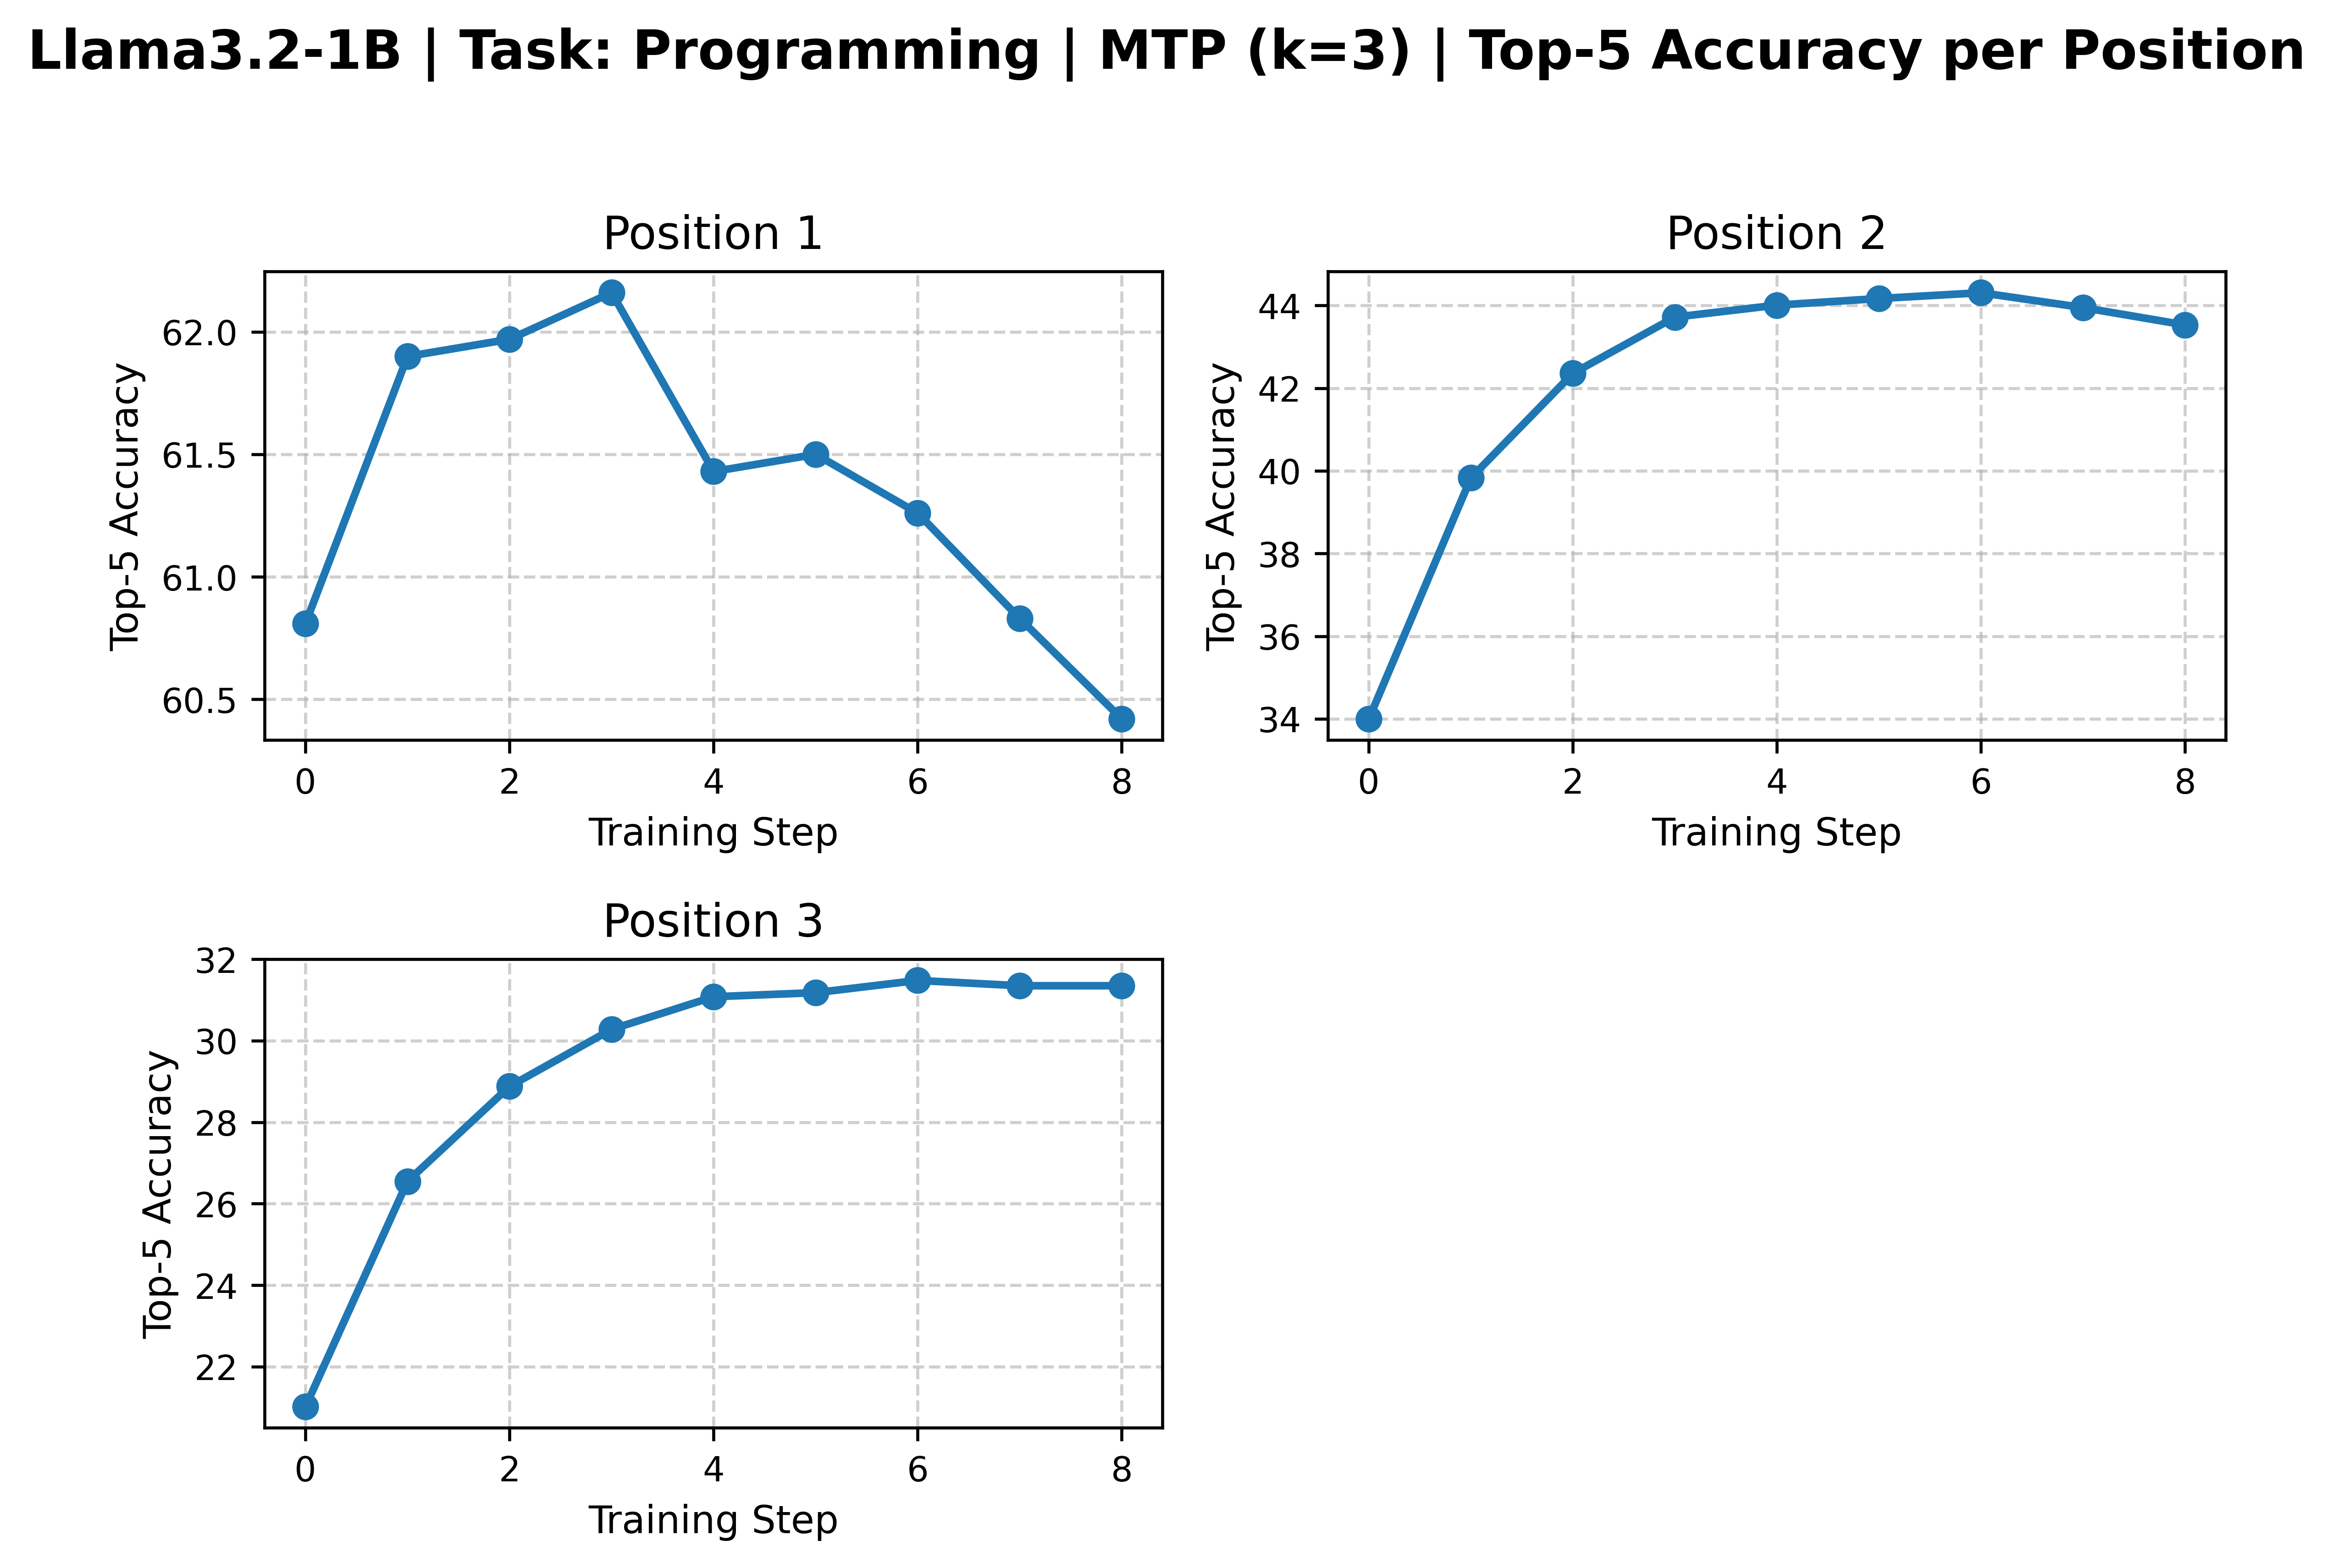 Llama3.2-1B | Task: Programming | MTP (k=3) | Top-5 Accuracy per Position
Position 1
Top-5 Accuracy
62.0
61.5
61.0
60.5
0 2 4 6 8
Training Step
Position 2
Top-5 Accuracy
44
42
40
38
36
34
0 2 4 6 8
Training Step
Position 3
Top-5 Accuracy
32
30
28
26
24
22
0 2 4 6 8
Training Step